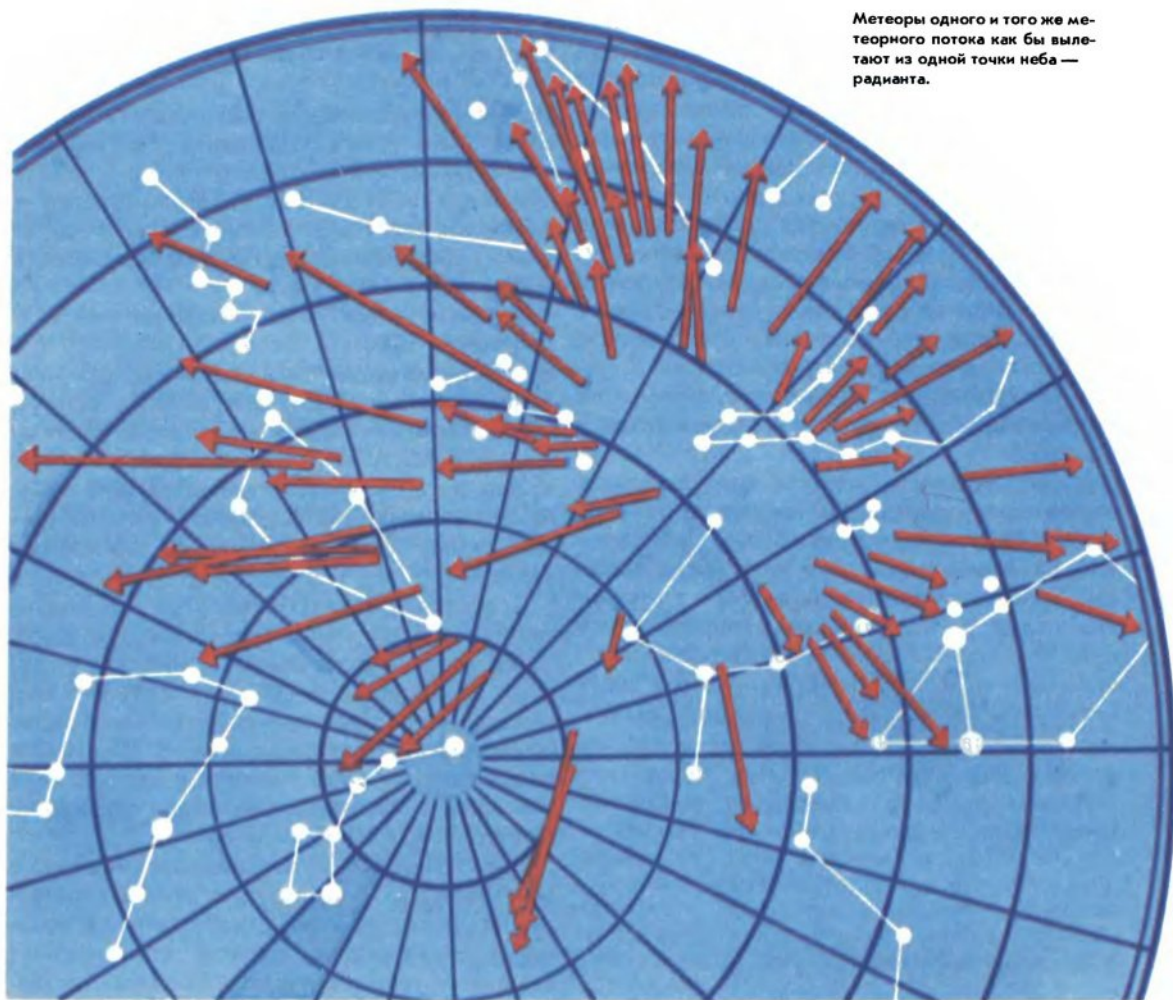 Метеоры одного и того же ме-
теорного потока как бы выле-
тают из одной точки неба —
радианта.